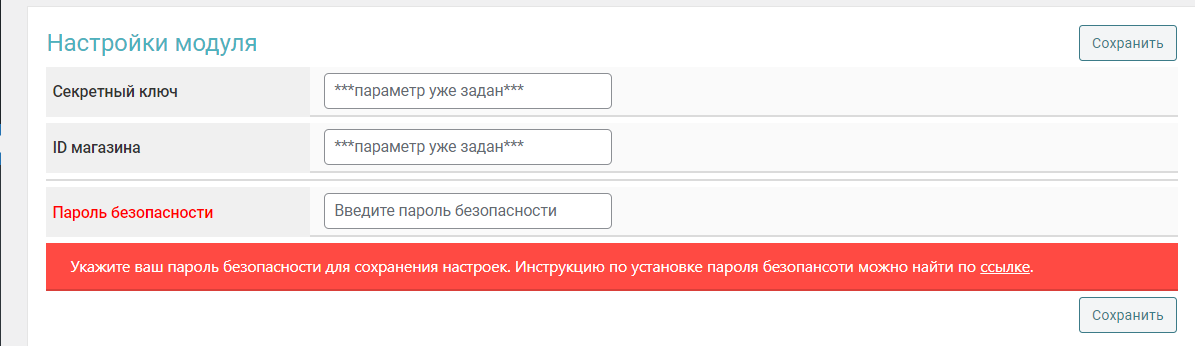 Настройки модуля
Сохранить
Секретный ключ
***параметр уже задан***
ID магазина
***параметр уже задан***
Пароль безопасности
Введите пароль безопасности
Укажите ваш пароль безопасности для сохранения настроек. Инструкцию по установке пароля безопансоти можно найти по ссылке.
Сохранить